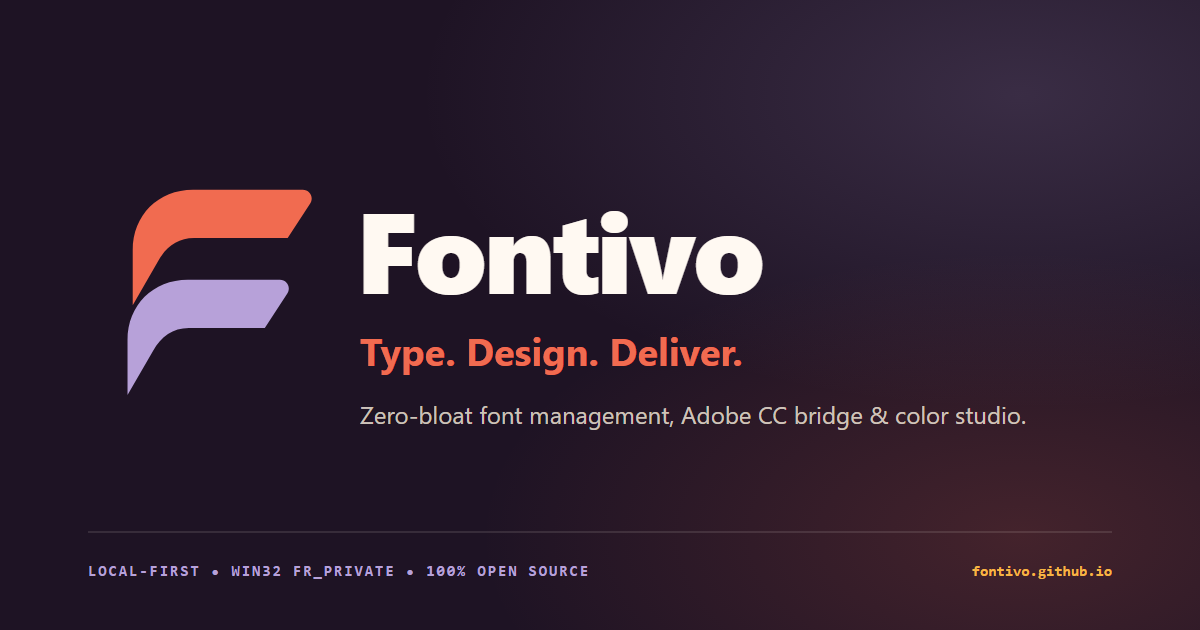 Fontivo
Type. Design. Deliver.
Zero-bloat font management, Adobe CC bridge & color studio.
LOCAL-FIRST • WIN32 FR_PRIVATE • 100% OPEN SOURCE
fontivo.github.io